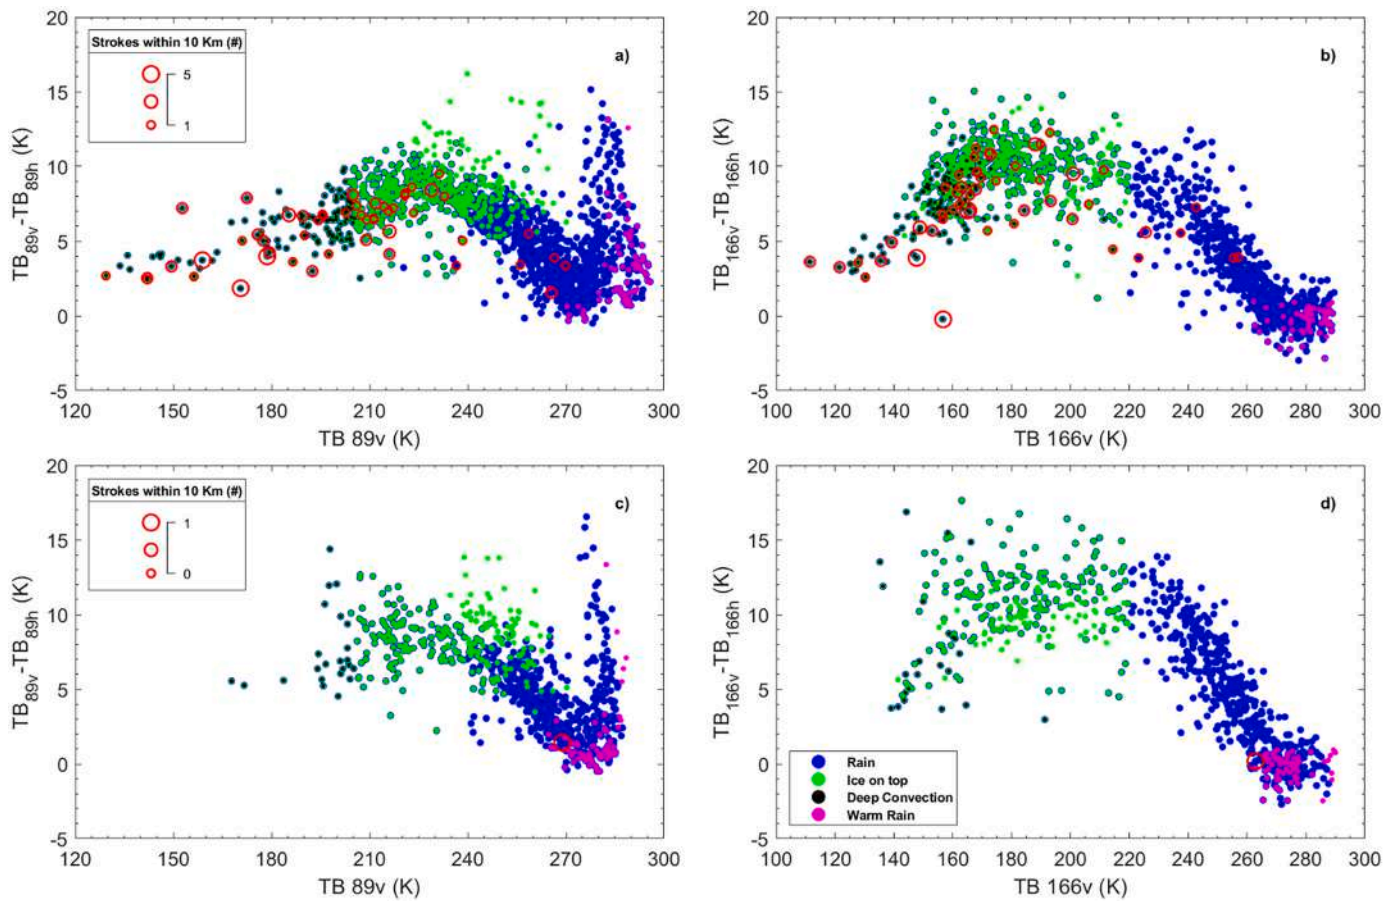 Strokes within 10 Km (#)
5
1
a)
20
15
10
5
0
-5
TB89v-TB89h (K)
120 150 180 210 240 270 300
TB 89v (K)
b)
20
15
10
5
0
-5
TB166v-TB166h (K)
100 120 140 160 180 200 220 240 260 280 300
TB 166v (K)
Strokes within 10 Km (#)
1
0
c)
20
15
10
5
0
-5
TB89v-TB89h (K)
120 150 180 210 240 270 300
TB 89v (K)
d)
20
15
10
5
0
-5
TB166v-TB166h (K)
Rain
Ice on top
Deep Convection
Warm Rain
100 120 140 160 180 200 220 240 260 280 300
TB 166v (K)